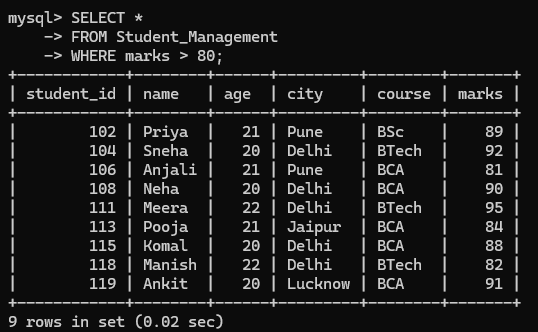 mysql> SELECT *
    -> FROM Student_Management
    -> WHERE marks > 80;
+------------+--------+------+---------+--------+-------+
| student_id | name   | age  | city    | course | marks |
+------------+--------+------+---------+--------+-------+
|        102 | Priya  |   21 | Pune    | BSc    |    89 |
|        104 | Sneha  |   20 | Delhi   | BTech  |    92 |
|        106 | Anjali |   21 | Pune    | BCA    |    81 |
|        108 | Neha   |   20 | Delhi   | BCA    |    90 |
|        111 | Meera  |   22 | Delhi   | BTech  |    95 |
|        113 | Pooja  |   21 | Jaipur  | BCA    |    84 |
|        115 | Komal  |   20 | Delhi   | BCA    |    88 |
|        118 | Manish |   22 | Delhi   | BTech  |    82 |
|        119 | Ankit  |   20 | Lucknow | BCA    |    91 |
+------------+--------+------+---------+--------+-------+
9 rows in set (0.02 sec)